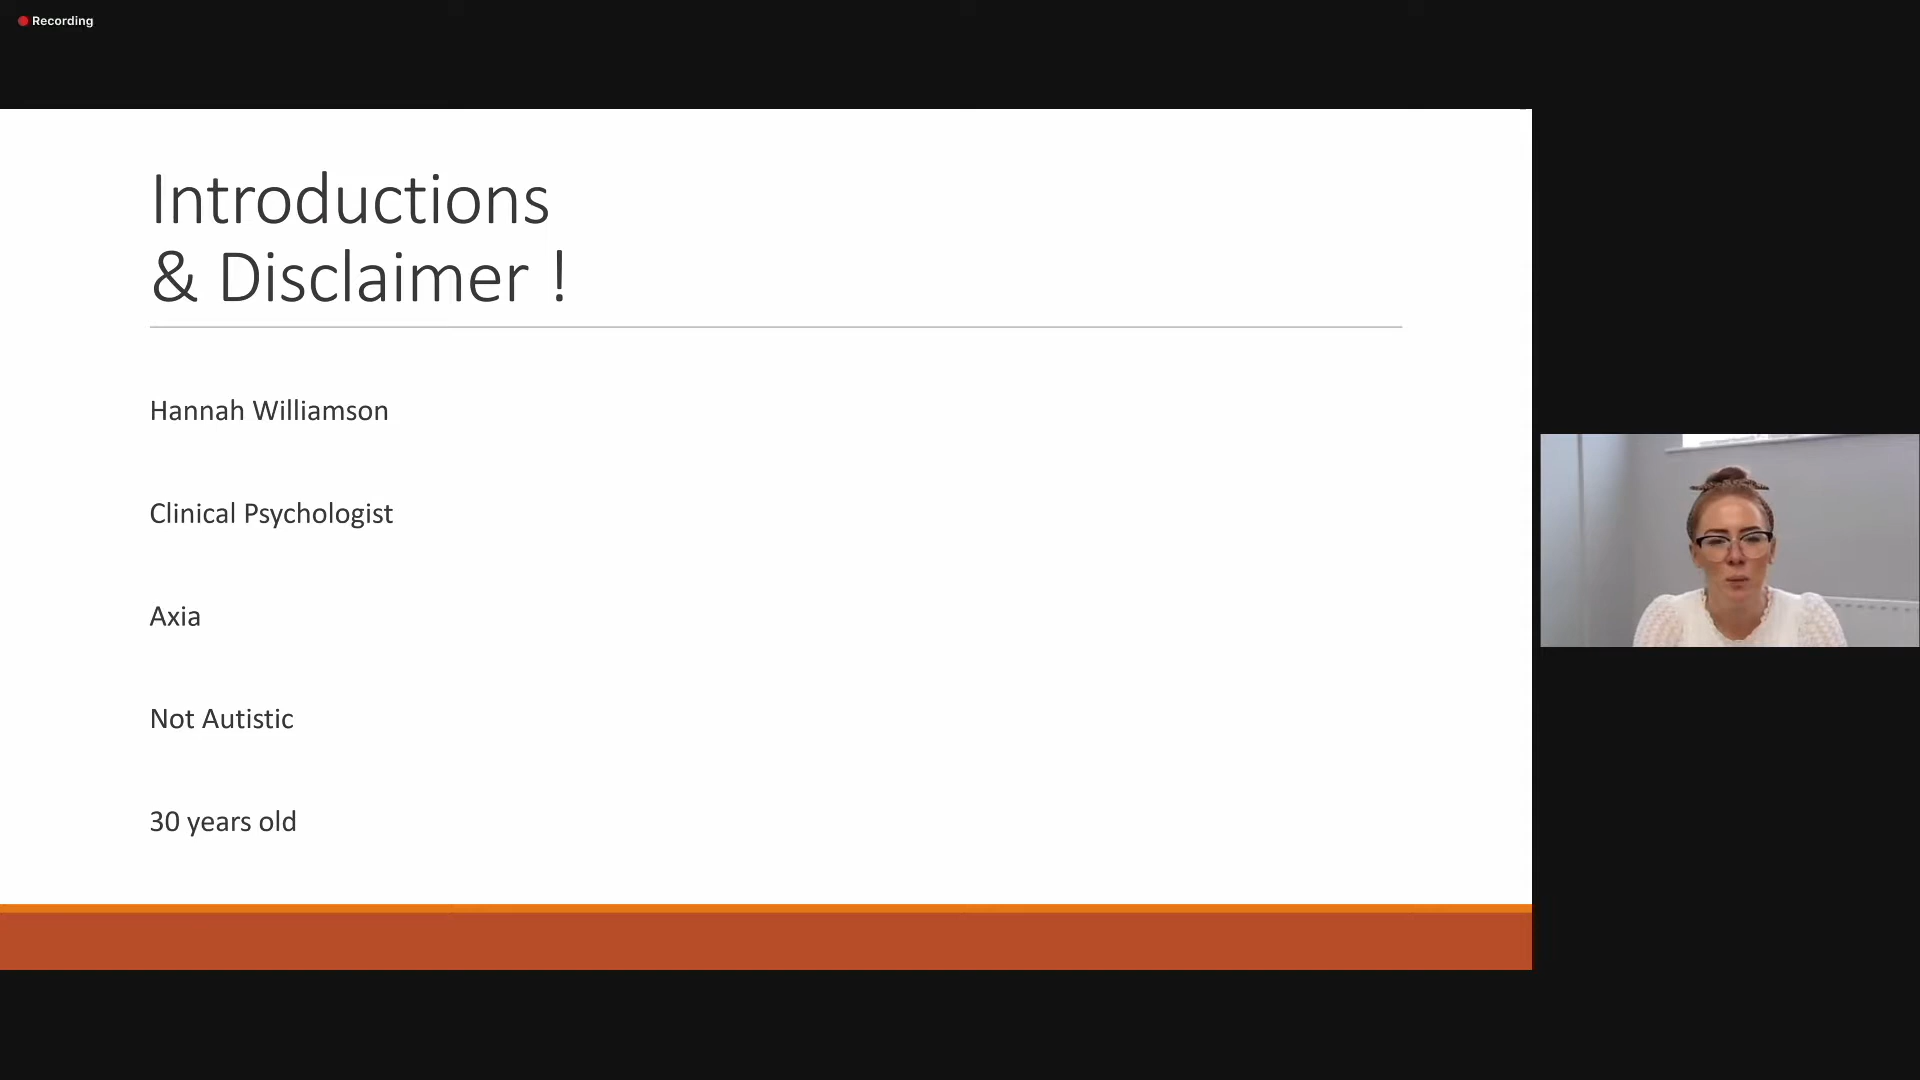 Recording
Introductions
& Disclaimer !
Hannah Williamson
Clinical Psychologist
Axia
Not Autistic
30 years old